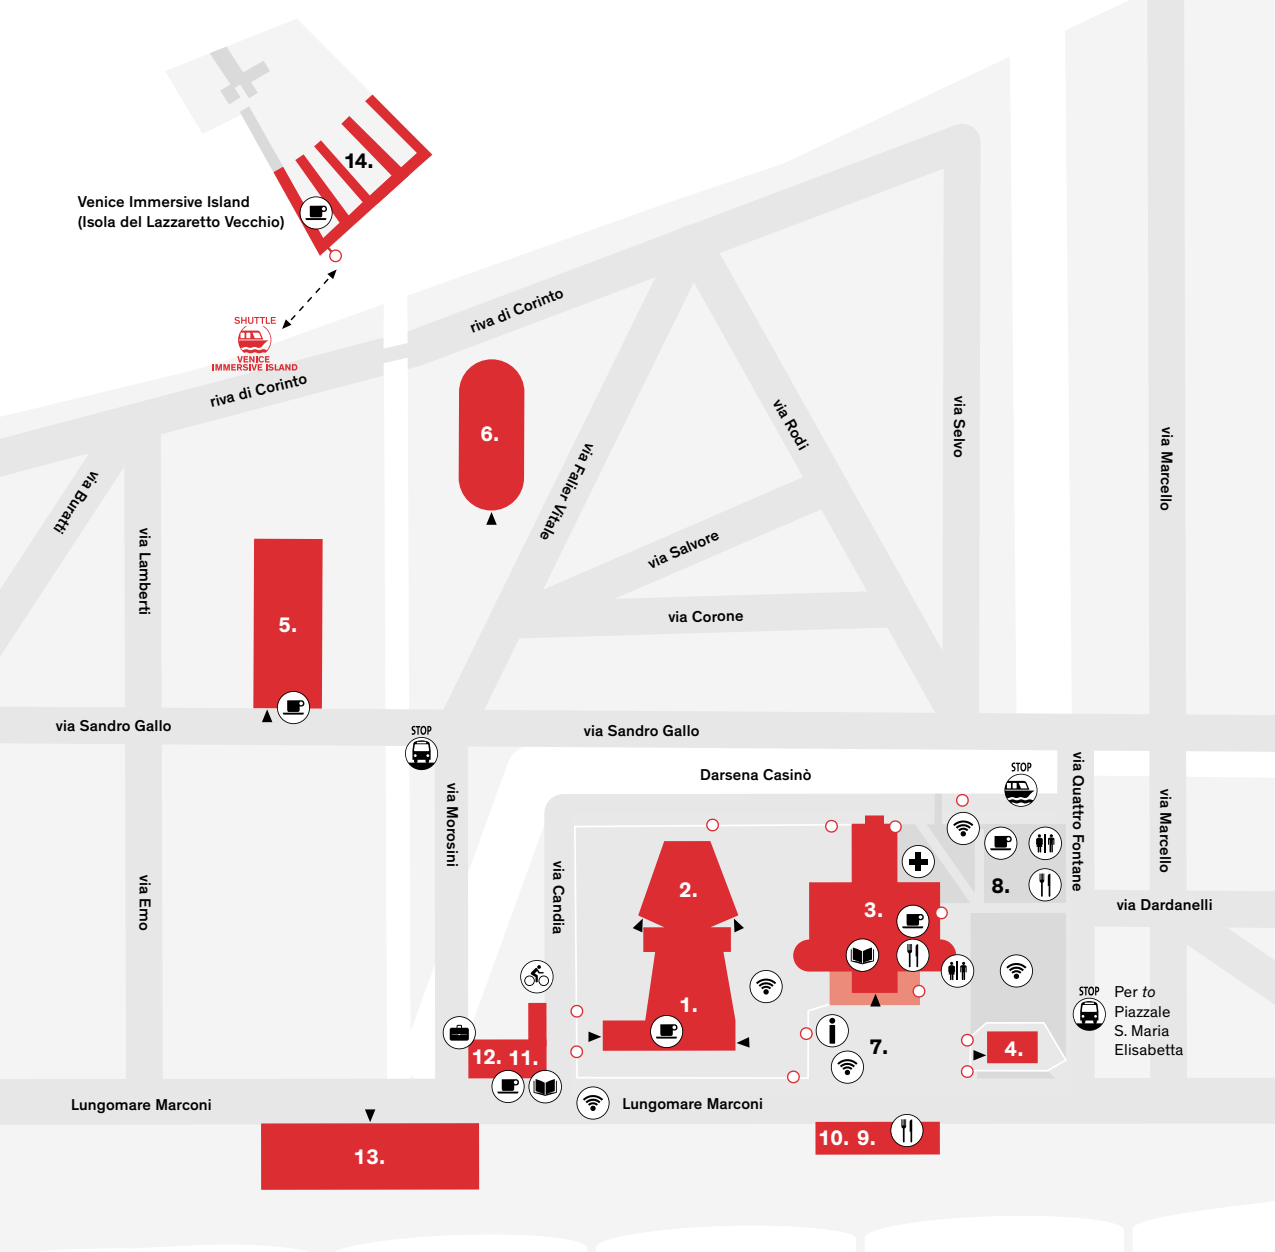 14.
Venice Immersive Island
(Isola del Lazzaretto Vecchio)
SHUTTLE
VENICE
IMMERSIVE ISLAND
riva di Corinto
riva di Corinto
6.
via Rodi
via Selvo
via Marcello
via Falier Vitale
via Buratti
via Lamberti
via Salvore
via Corone
5.
via Sandro Gallo
STOP
via Sandro Gallo
Darsena Casinò
STOP
via Quattro Fontane
via Morosini
via Marcello
via Emo
via Candia
2.
3.
8.
via Dardanelli
1.
7.
4.
STOP
Per to
Piazzale
S. Maria
Elisabetta
12. 11.
Lungomare Marconi
Lungomare Marconi
10. 9.
13.